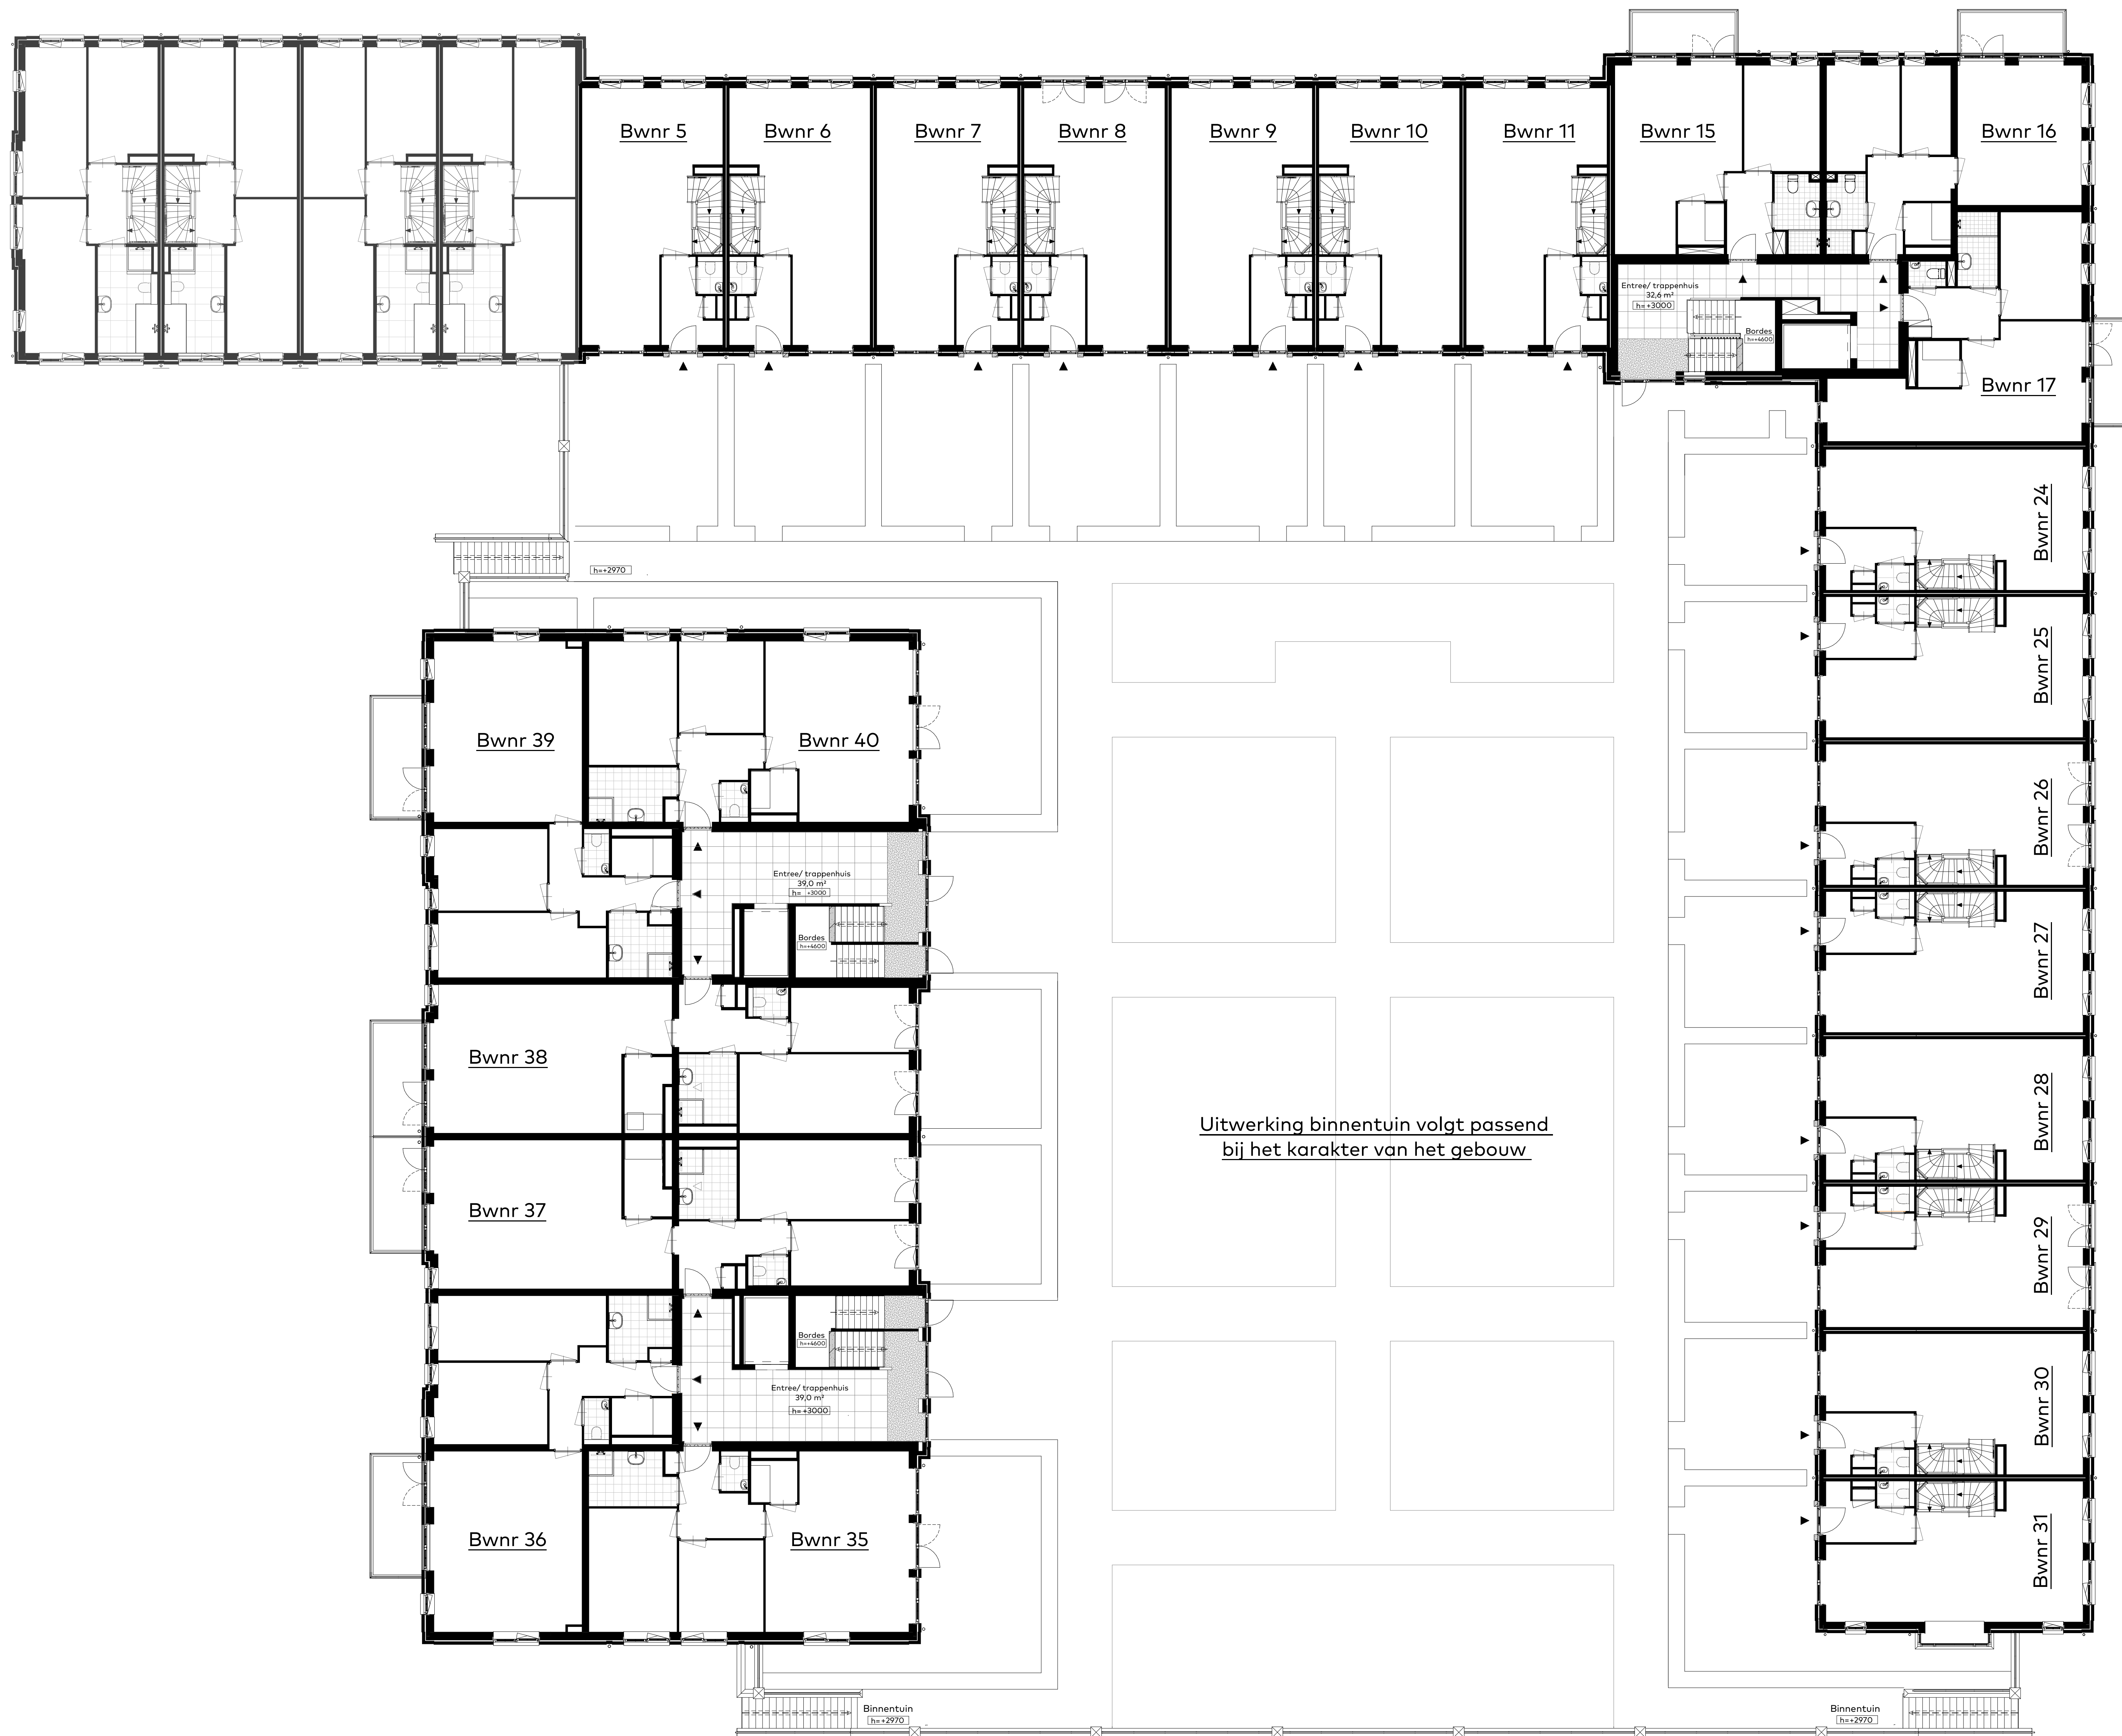 Bwnr 5
Bwnr 6
Bwnr 7
Bwnr 8
Bwnr 9
Bwnr 10
Bwnr 11
Bwnr 15
Bwnr 16
Entree/ trappenhuis
32,6 m²
h= +3000
Bordes
h=+4600
Bwnr 17
Bwnr 24
h=+2970
Bwnr 25
Bwnr 39
Bwnr 40
Bwnr 26
Entree/ trappenhuis
39,0 m²
h= +3000
Bordes
h=+4600
Bwnr 27
Bwnr 38
Bwnr 28
Uitwerking binnentuin volgt passend
bij het karakter van het gebouw
Bwnr 37
Bwnr 29
Bordes
h=+4600
Entree/ trappenhuis
39,0 m²
h= +3000
Bwnr 30
Bwnr 36
Bwnr 35
Bwnr 31
Binnentuin
h=+2970
Binnentuin
h=+2970